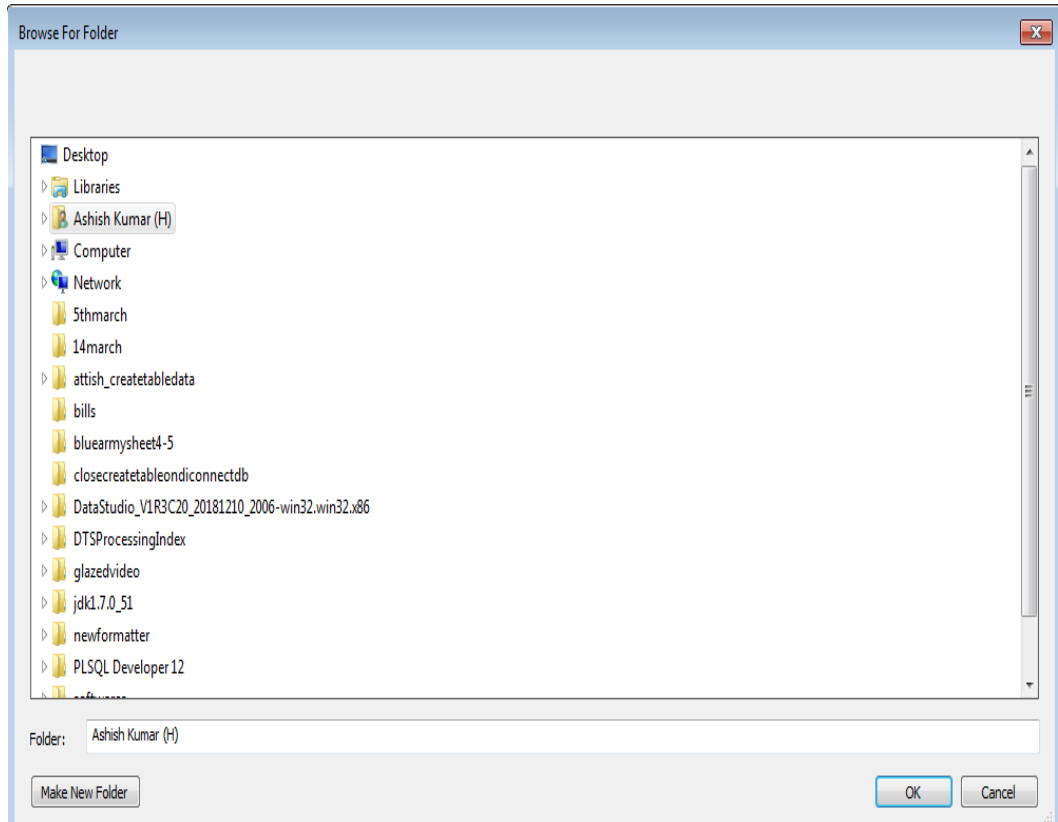 Browse For Folder
Desktop
Libraries
Ashish Kumar (H)
Computer
Network
5thmarch
14march
attish_createtabledata
bills
bluearmysheet4-5
closecreatetableondiconnectdb
DataStudio_V1R3C20_20181210_2006-win32.win32.x86
DTSProcessingIndex
glazedvideo
jdk1.7.0_51
newformatter
PLSQL Developer 12
Folder: Ashish Kumar (H)
Make New Folder OK Cancel